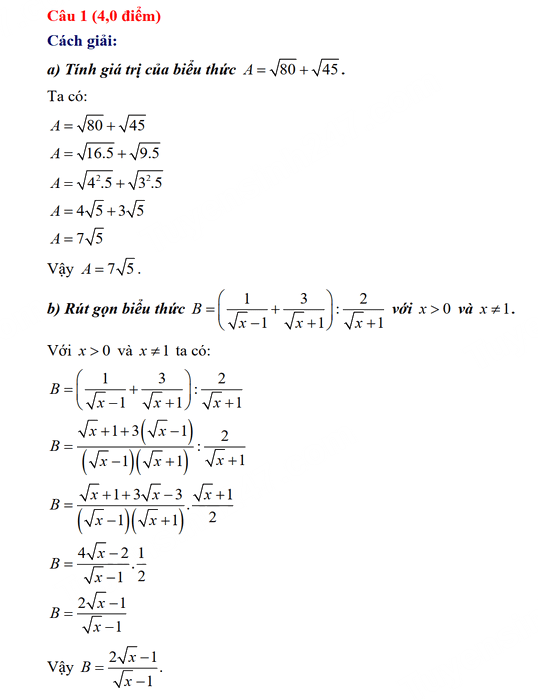 Câu 1 (4,0 điểm)
Cách giải:
a) Tính giá trị của biểu thức A = √80 + √45.
Ta có:
A = √80 + √45
A = √16.5 + √9.5
A = √4².5 + √3².5
A = 4√5 + 3√5
A = 7√5
Vậy A = 7√5.
b) Rút gọn biểu thức B = (1/(√x − 1) + 3/(√x + 1)) : 2/(√x + 1) với x > 0 và x ≠ 1.
Với x > 0 và x ≠ 1 ta có:
B = (1/(√x − 1) + 3/(√x + 1)) : 2/(√x + 1)
B = (√x + 1 + 3(√x − 1))/((√x − 1)(√x + 1)) : 2/(√x + 1)
B = (√x + 1 + 3√x − 3)/((√x − 1)(√x + 1)) . (√x + 1)/2
B = (4√x − 2)/(√x − 1) . 1/2
B = (2√x − 1)/(√x − 1)
Vậy B = (2√x − 1)/(√x − 1).